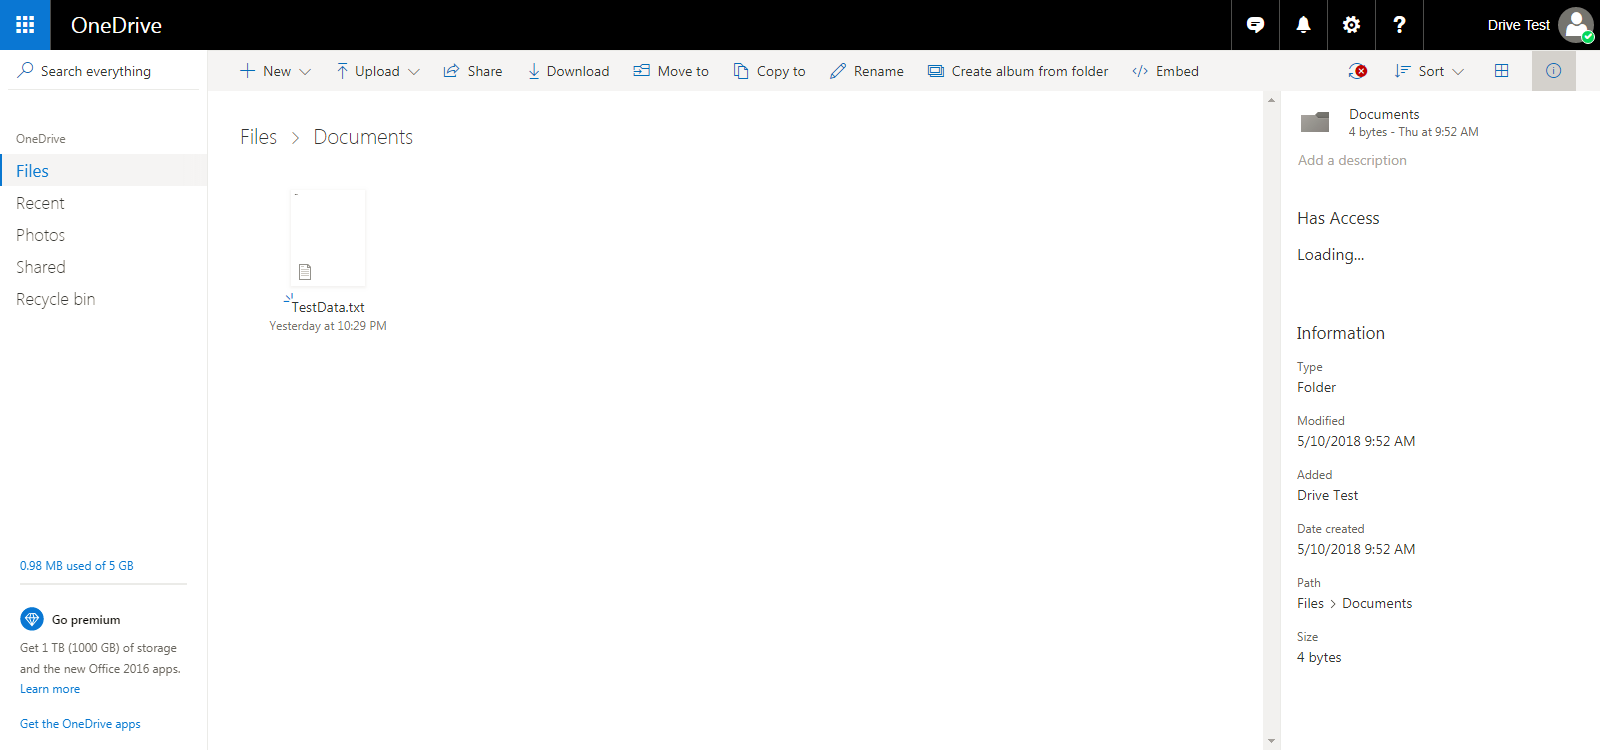 OneDrive
Drive Test
Search everything
New
Upload
Share
Download
Move to
Copy to
Rename
Create album from folder
Embed
Sort
OneDrive
Files
Recent
Photos
Shared
Recycle bin
0.98 MB used of 5 GB
Go premium
Get 1 TB (1000 GB) of storage
and the new Office 2016 apps.
Learn more
Get the OneDrive apps
Files > Documents
TestData.txt
Yesterday at 10:29 PM
Documents
4 bytes - Thu at 9:52 AM
Add a description
Has Access
Loading...
Information
Type
Folder
Modified
5/10/2018 9:52 AM
Added
Drive Test
Date created
5/10/2018 9:52 AM
Path
Files > Documents
Size
4 bytes